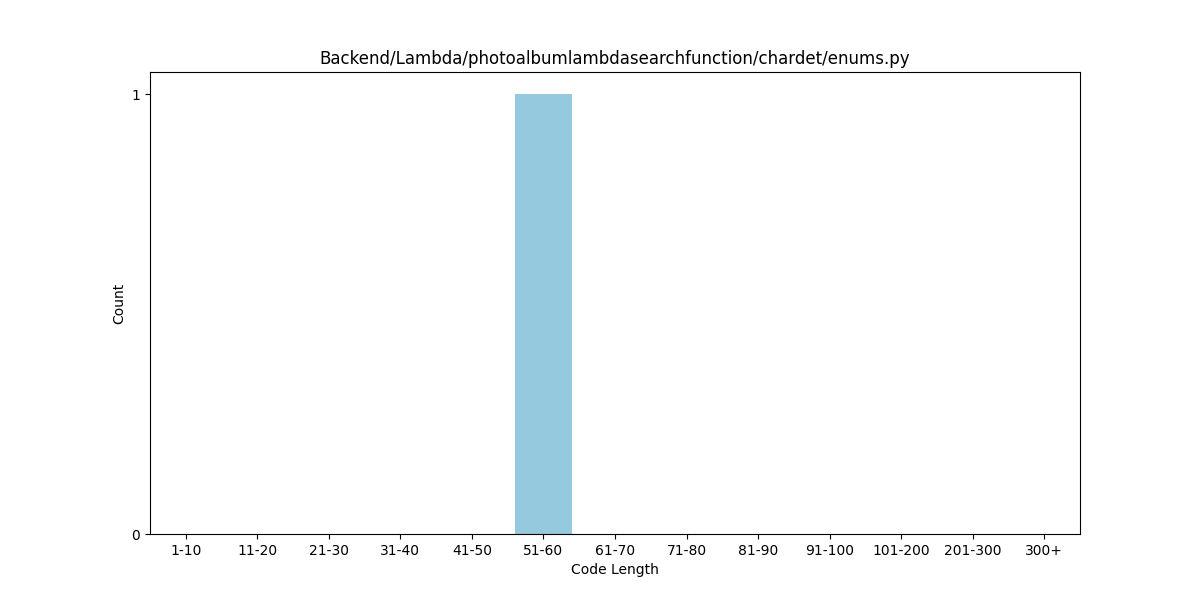 Backend/Lambda/photoalbumlambdasearchfunction/chardet/enums.py
1
Count
0
1-10 11-20 21-30 31-40 41-50 51-60 61-70 71-80 81-90 91-100 101-200 201-300 300+
Code Length